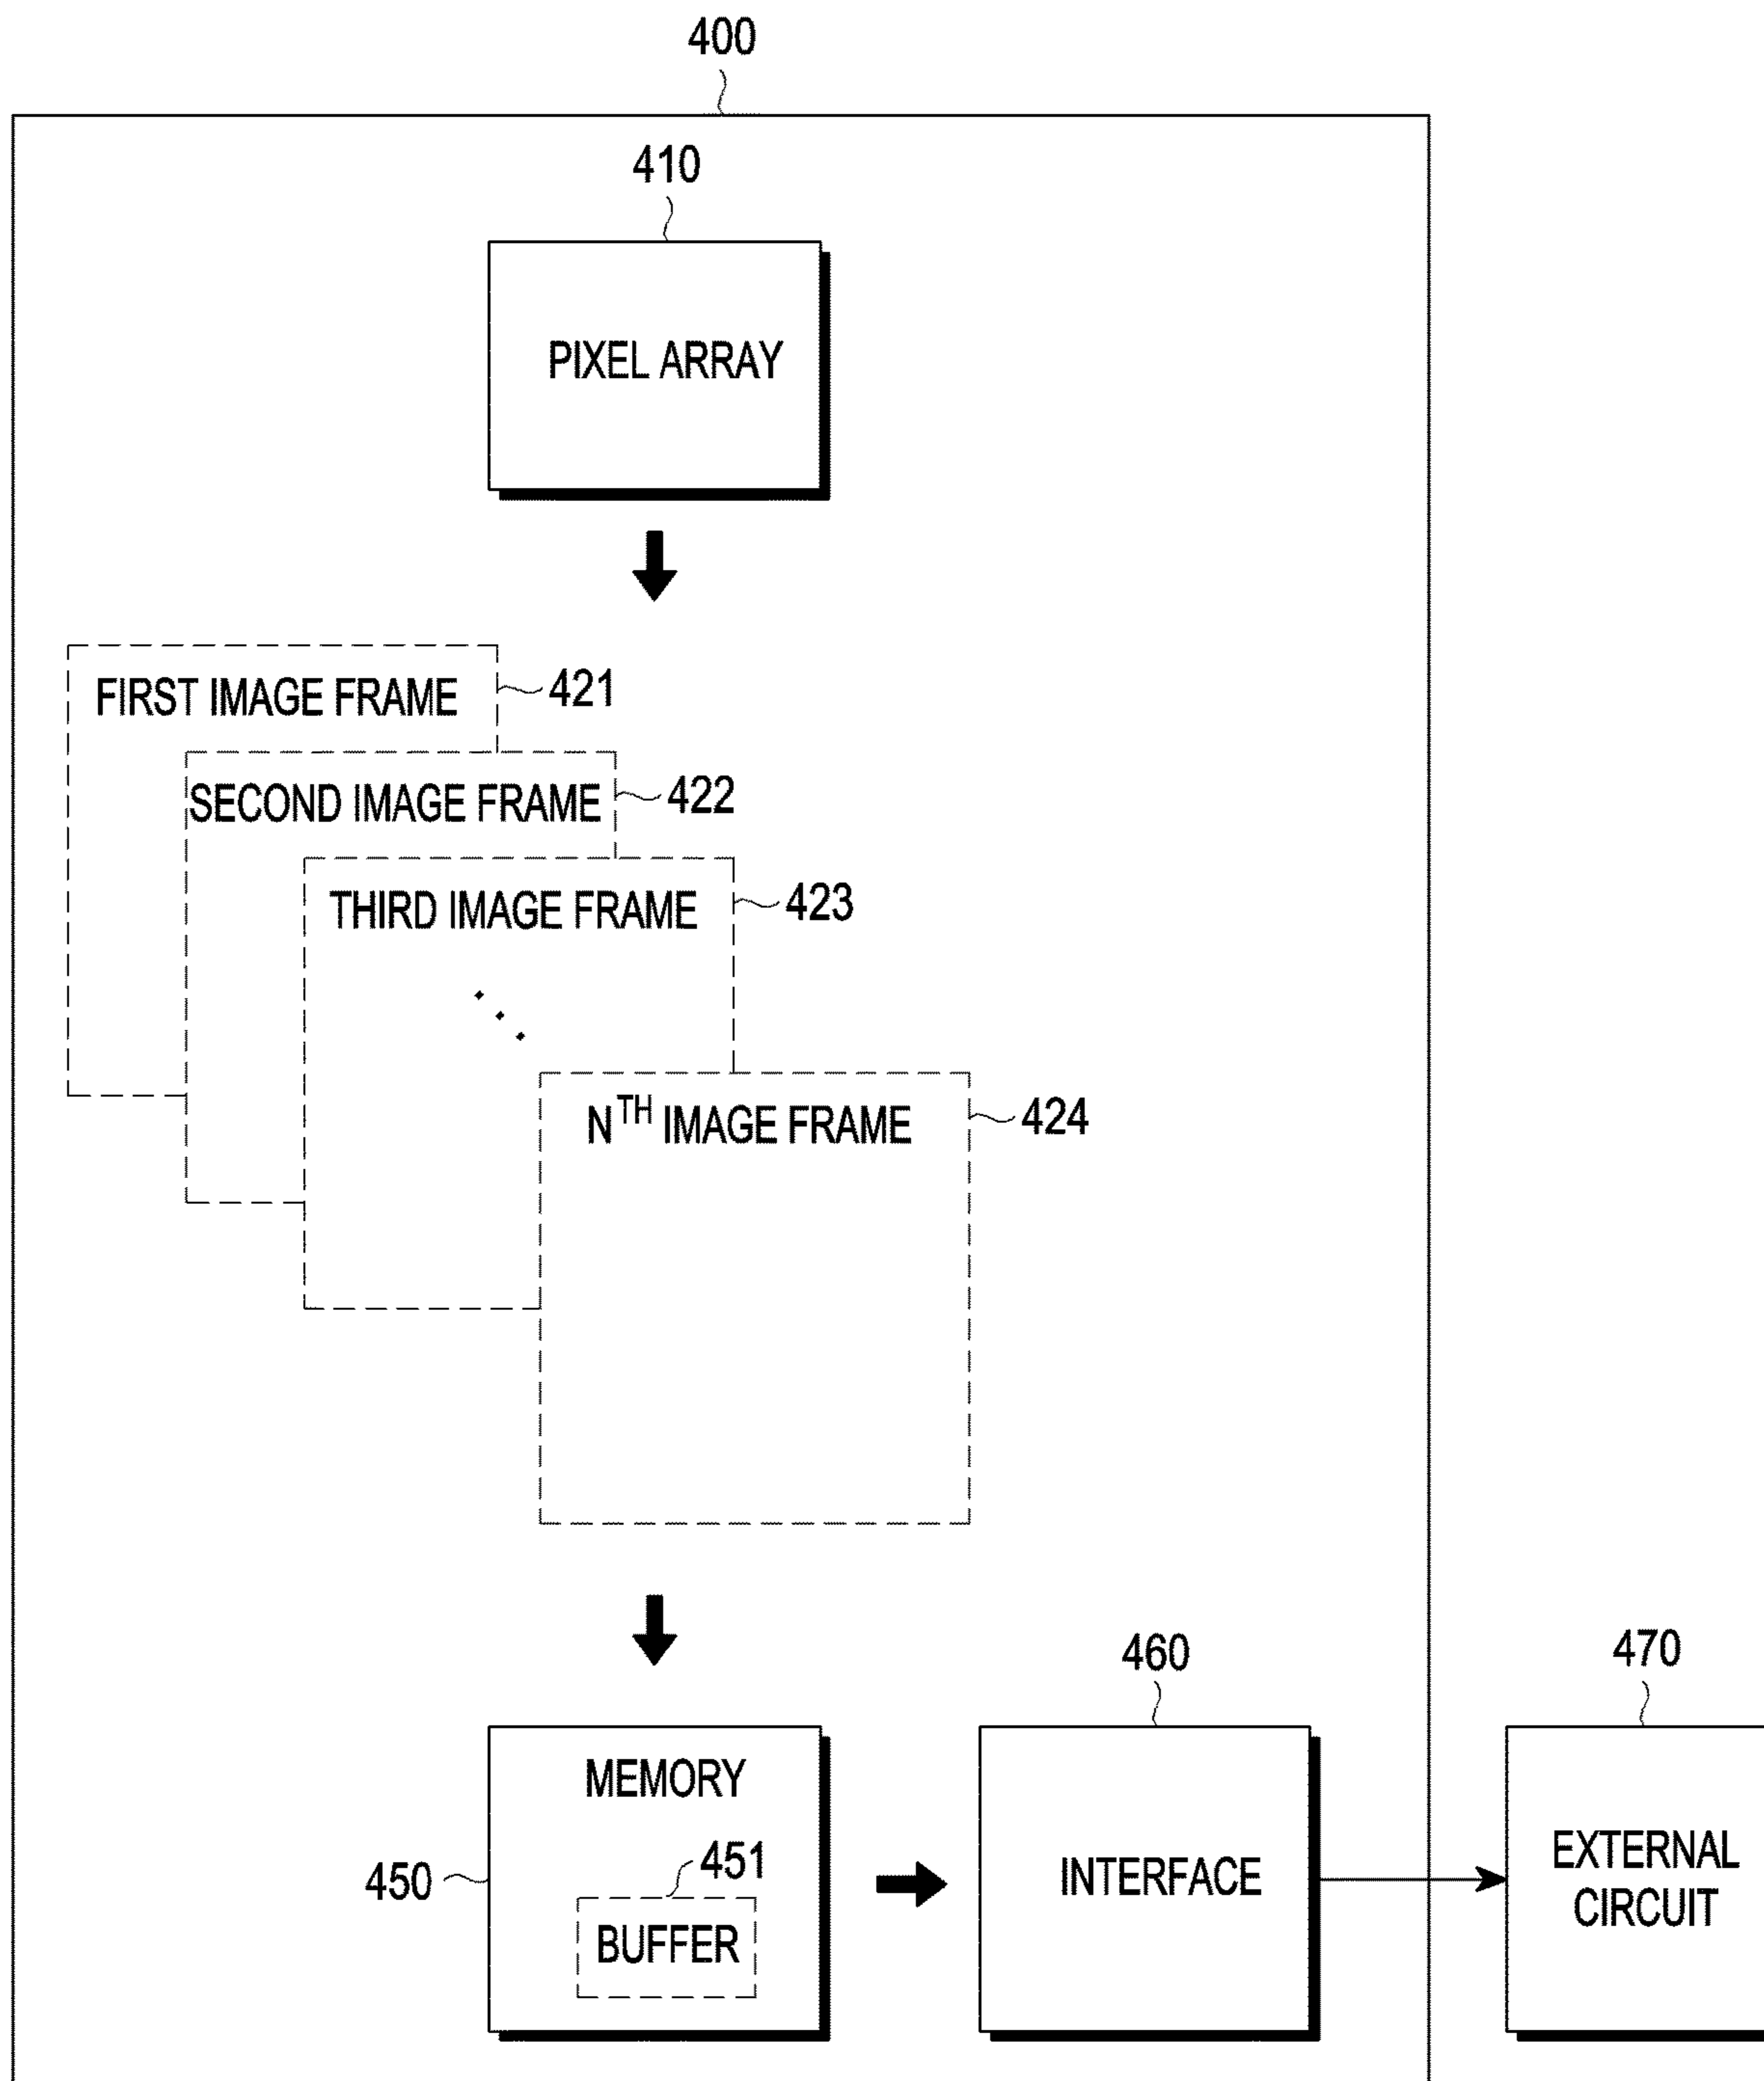 400
410
PIXEL ARRAY
FIRST IMAGE FRAME
421
SECOND IMAGE FRAME
422
THIRD IMAGE FRAME
423
NTH IMAGE FRAME
424
460
470
MEMORY
450
451
BUFFER
INTERFACE
EXTERNAL
CIRCUIT